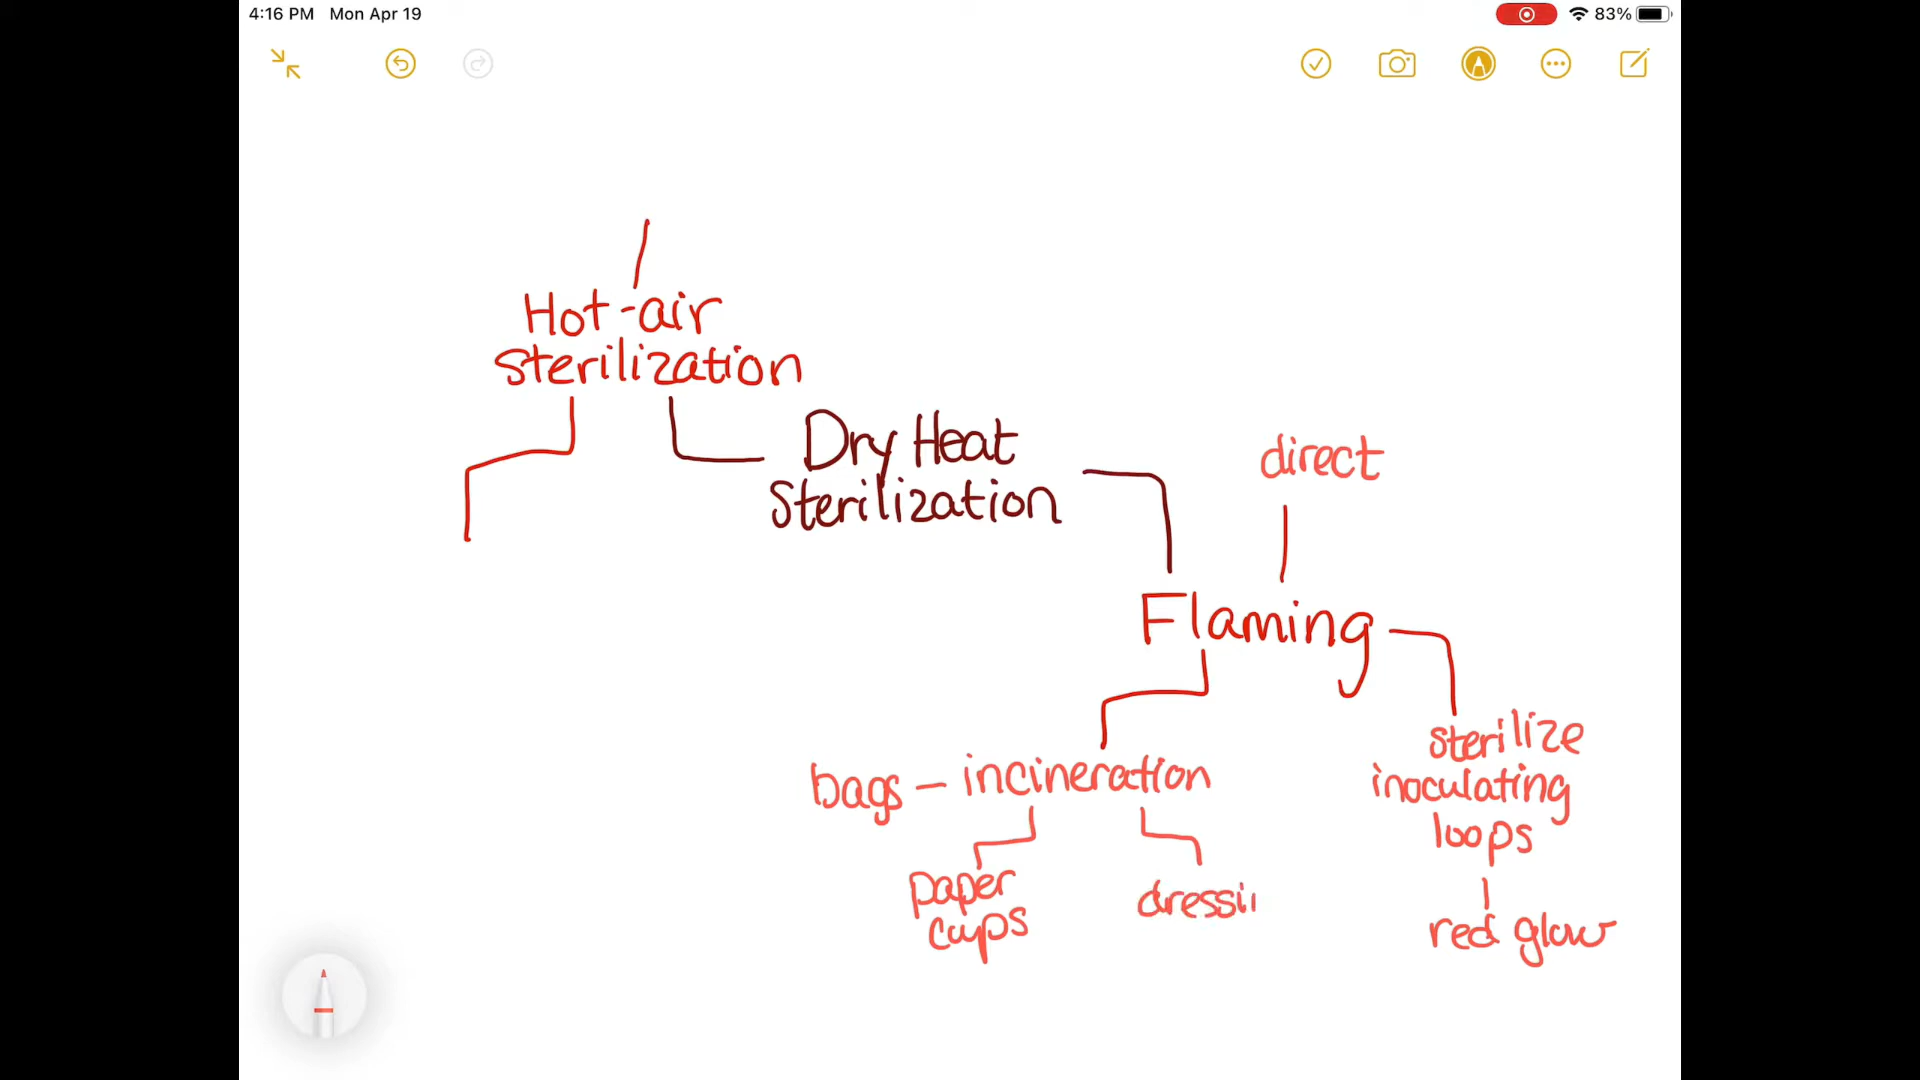 4:16 PM Mon Apr 19
83%
Hot-air
Sterilization
Dry Heat
Sterilization
direct
Flaming
sterilize
inoculating
loops
bags - incineration
paper
cups
dressi
red glow